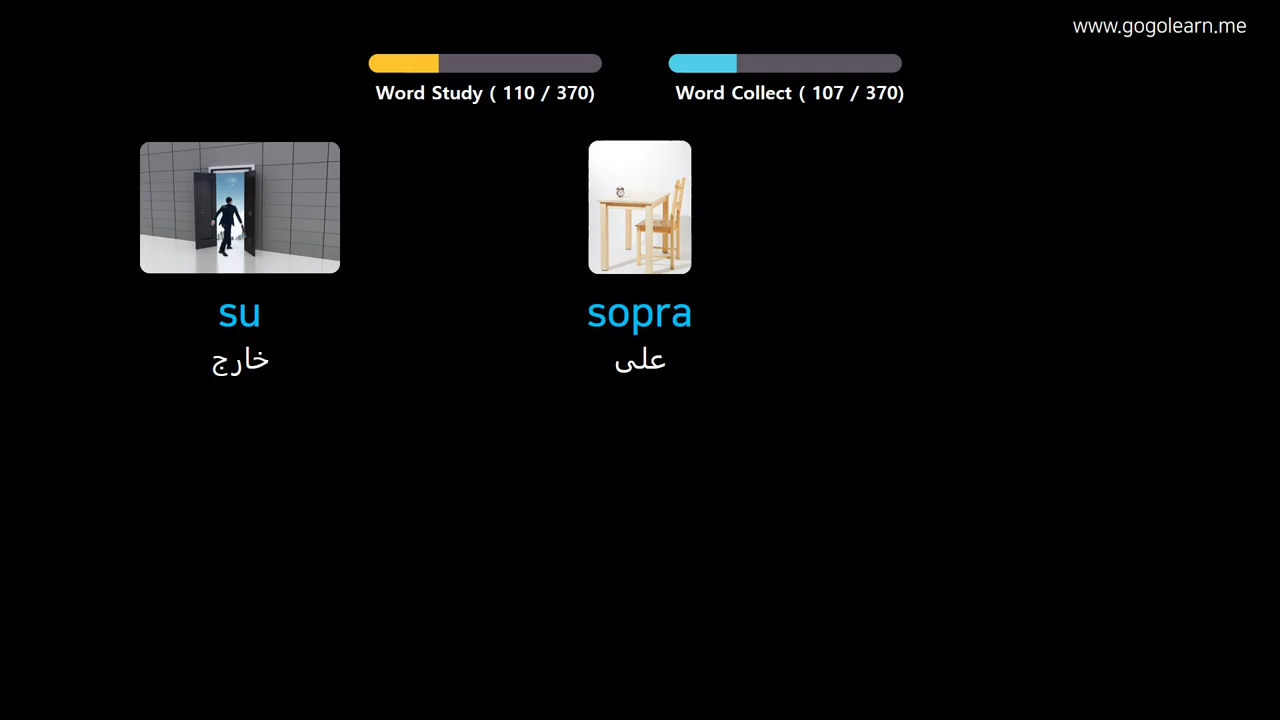 www.gogolearn.me
Word Study ( 110 / 370)
Word Collect ( 107 / 370)
su
خارج
sopra
على